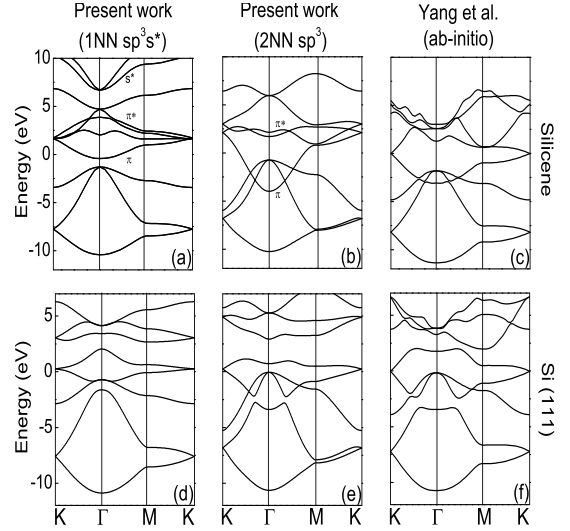 Present work
(1NN sp³s*)
Present work
(2NN sp³)
Yang et al.
(ab-initio)
10
5
0
-5
-10
Energy (eV)
s*
π*
π
(a)
π*
π
(b)
(c)
Silicene
5
0
-5
-10
Energy (eV)
(d)
(e)
(f)
Si (111)
K Γ M K
K Γ M K
K Γ M K